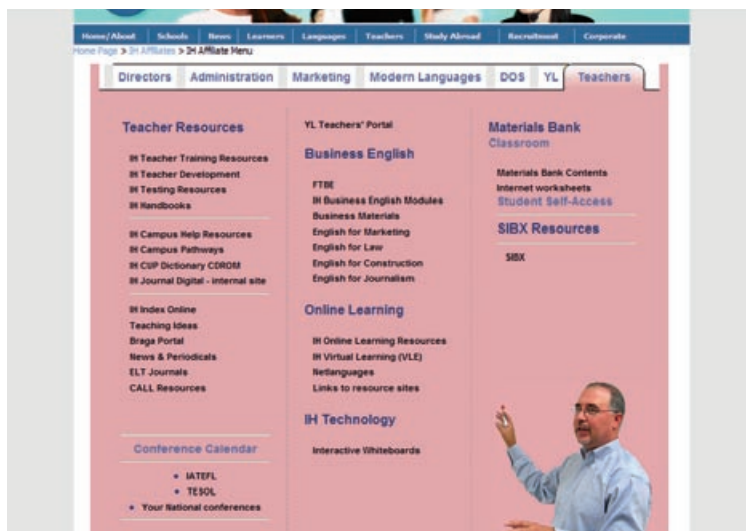 Home/About Schools News Learners Languages Teachers Study Abroad Recruitment Corporate
Home Page > IH Affiliates > IH Affiliate Menu
Directors Administration Marketing Modern Languages DOS YL Teachers
Teacher Resources
IH Teacher Training Resources
IH Teacher Development
IH Testing Resources
IH Handbooks
IH Campus Help Resources
IH Campus Pathways
IH CUP Dictionary CDROM
IH Journal Digital - internal site
IH Index Online
Teaching Ideas
Braga Portal
News & Periodicals
ELT Journals
CALL Resources
Conference Calendar
• IATEFL
• TESOL
• Your National conferences
YL Teachers' Portal
Business English
FTBE
IH Business English Modules
Business Materials
English for Marketing
English for Law
English for Construction
English for Journalism
Online Learning
IH Online Learning Resources
IH Virtual Learning (VLE)
Netlanguages
Links to resource sites
IH Technology
Interactive Whiteboards
Materials Bank
Classroom
Materials Bank Contents
Internet worksheets
Student Self-Access
SIBX Resources
SIBX